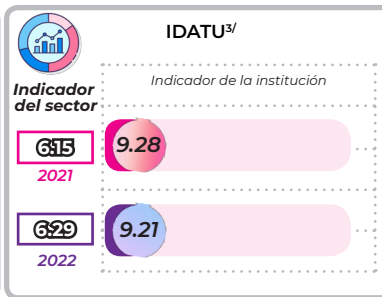 IDATU3/
Indicador
del sector
Indicador de la institución
6.15
9.28
2021
6.29
9.21
2022